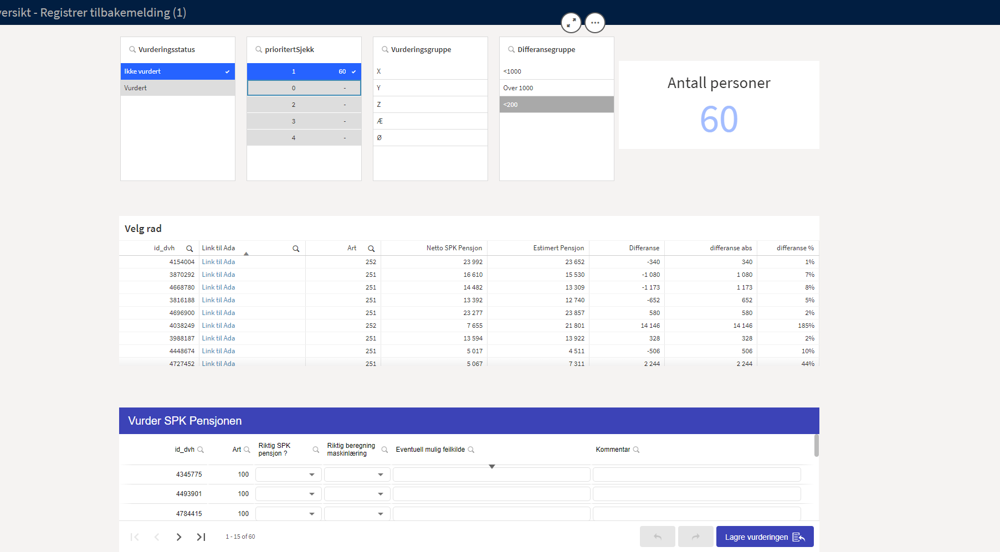 ersikt - Registrer tilbakemelding (1)
Vurderingsstatus
Ikke vurdert
Vurdert
prioritertSjekk
1 60
0 -
2 -
3 -
4 -
Vurderingsgruppe
X
Y
Z
Æ
Ø
Differansegruppe
<1000
Over 1000
<200
Antall personer
60
Velg rad
id_dvh Link til Ada Art Netto SPK Pensjon Estimert Pensjon Differanse differanse abs differanse %
4154004 Link til Ada 252 23 992 23 652 -340 340 1%
3870292 Link til Ada 251 16 610 15 530 -1 080 1 080 7%
4668780 Link til Ada 251 14 482 13 309 -1 173 1 173 8%
3816188 Link til Ada 251 13 392 12 740 -652 652 5%
4696900 Link til Ada 251 23 277 23 857 580 580 2%
4038249 Link til Ada 252 7 655 21 801 14 146 14 146 185%
3988187 Link til Ada 251 13 594 13 922 328 328 2%
4448674 Link til Ada 251 5 017 4 511 -506 506 10%
4727452 Link til Ada 251 5 067 7 311 2 244 2 244 44%
Vurder SPK Pensjonen
id_dvh Art Riktig SPK pensjon ? Riktig beregning maskinlæring Eventuell mulig feilkilde Kommentar
4345775 100
4493901 100
4784415 100
1 - 15 of 60
Lagre vurderingen